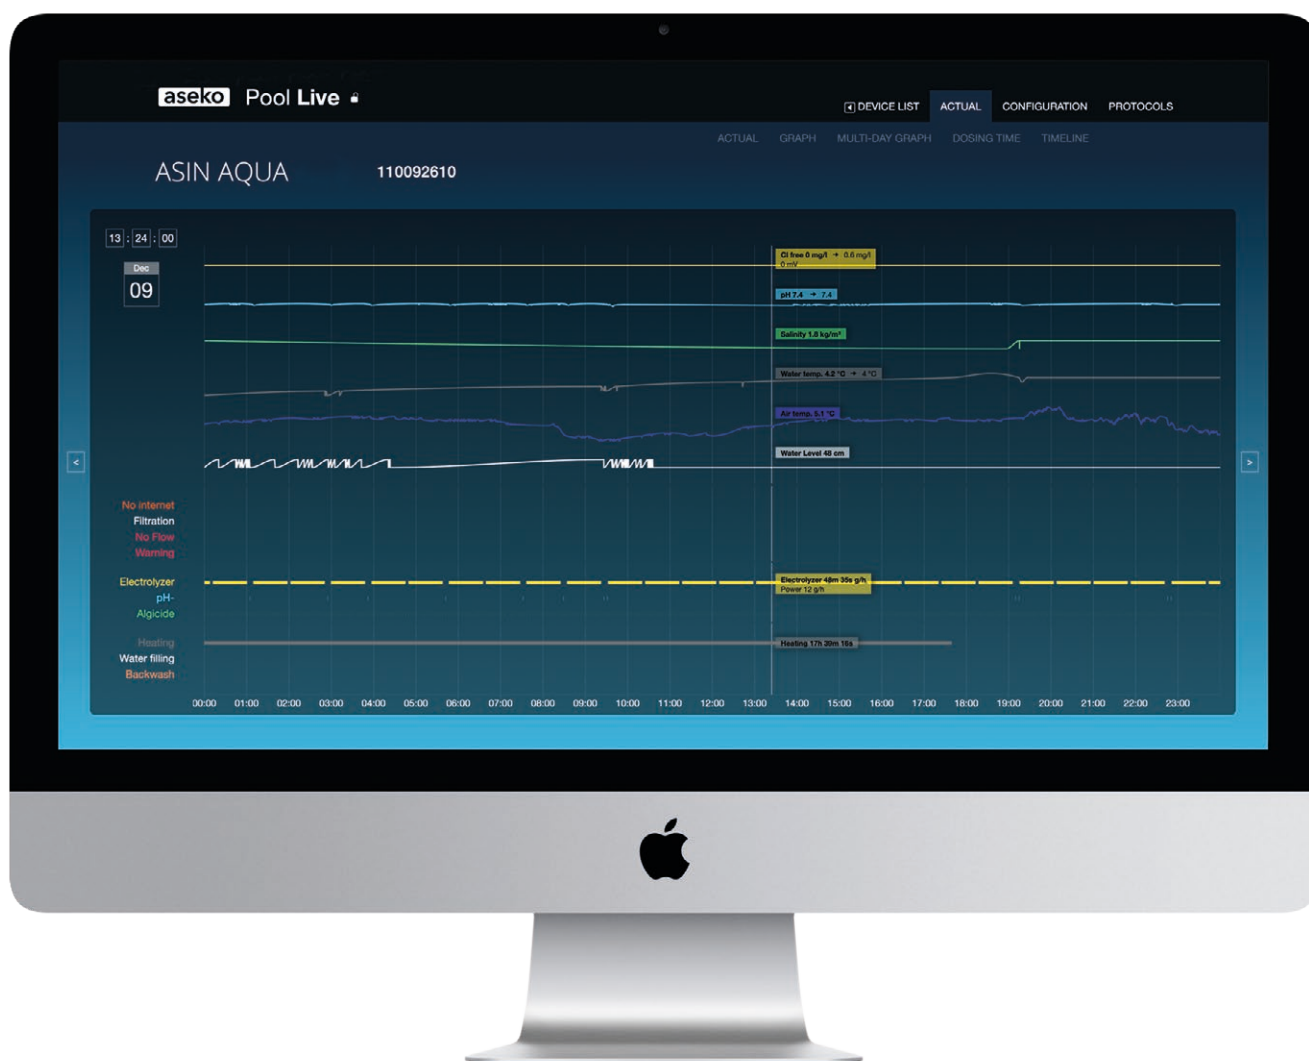 aseko Pool Live
DEVICE LIST ACTUAL CONFIGURATION PROTOCOLS
ACTUAL GRAPH MULTI-DAY GRAPH DOSING TIME TIMELINE
ASIN AQUA 110092610
13 : 24 : 00
Dec
09
Cl free 0 mg/l → 0.6 mg/l
0 mV
pH 7.4 → 7.4
Salinity 1.8 kg/m³
Water temp. 4.2 °C → 4 °C
Air temp. 5.1 °C
Water Level 48 cm
< >
No internet
Filtration
No Flow
Warning
Electrolyzer
pH-
Algicide
Electrolyzer 48m 35s g/h
Power 12 g/h
Heating
Water filling
Backwash
Heating 17h 39m 16s
00:00 01:00 02:00 03:00 04:00 05:00 06:00 07:00 08:00 09:00 10:00 11:00 12:00 13:00 14:00 15:00 16:00 17:00 18:00 19:00 20:00 21:00 22:00 23:00